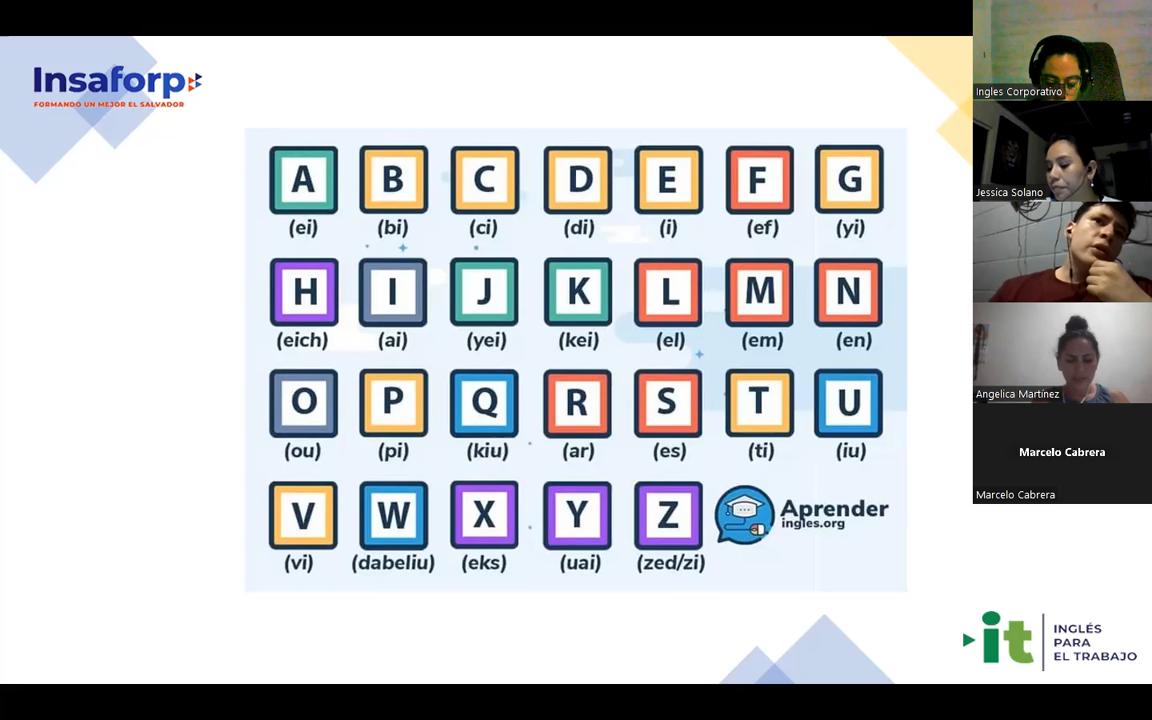 Insaforp
FORMANDO UN MEJOR EL SALVADOR
A B C D E F G
(ei) (bi) (ci) (di) (i) (ef) (yi)
H I J K L M N
(eich) (ai) (yei) (kei) (el) (em) (en)
O P Q R S T U
(ou) (pi) (kiu) (ar) (es) (ti) (iu)
V W X Y Z
(vi) (dabeliu) (eks) (uai) (zed/zi)
Aprender
ingles.org
it
INGLÉS
PARA
EL TRABAJO
Ingles Corporativo
Jessica Solano
Angelica Martínez
Marcelo Cabrera
Marcelo Cabrera